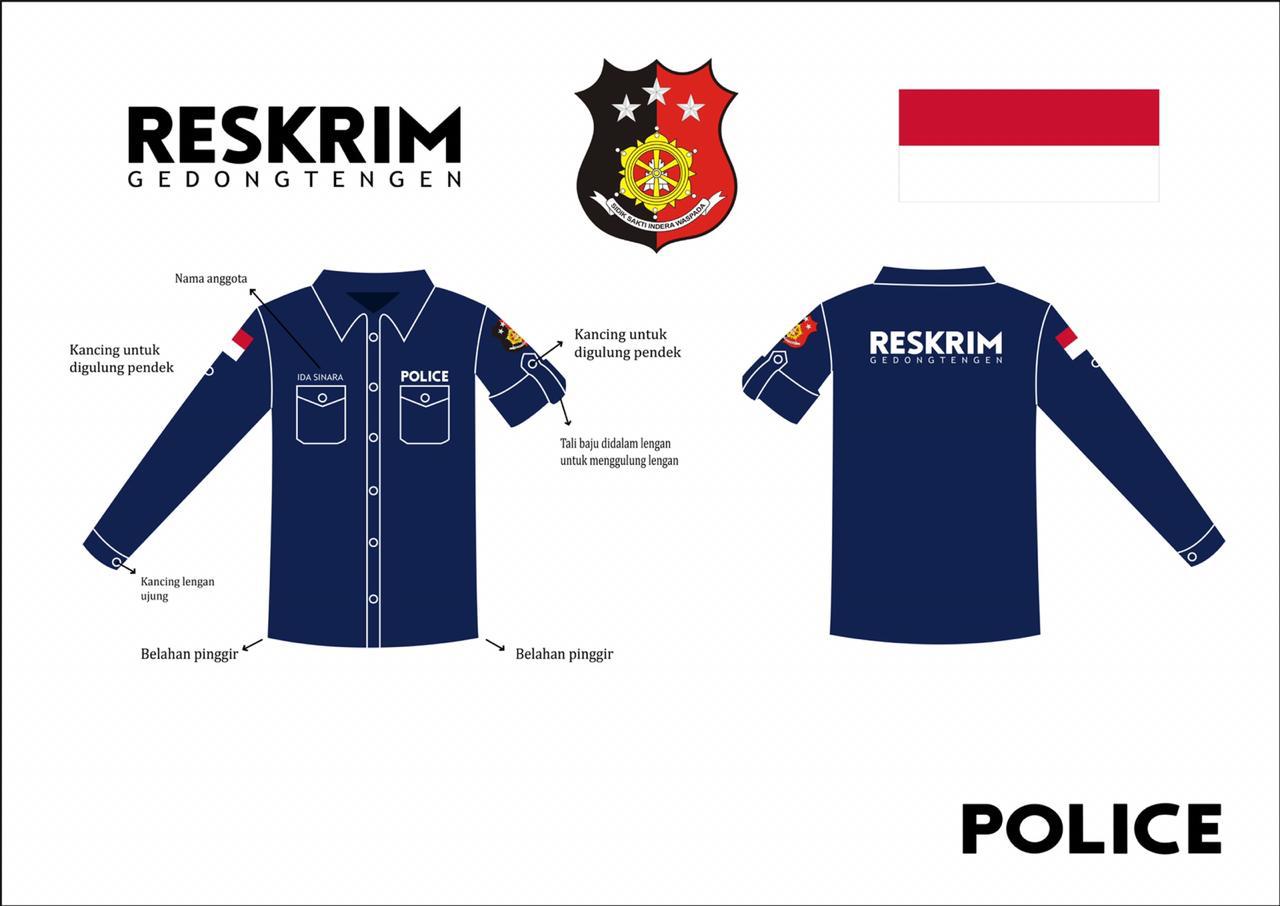 RESKRIM
GEDONGTENGEN
SIDIK SAKTI INDERA WASPADA
Nama anggota
Kancing untuk
digulung pendek
IDA SINARA
POLICE
Kancing untuk
digulung pendek
Tali baju didalam lengan
untuk menggulung lengan
Kancing lengan
ujung
Belahan pinggir
Belahan pinggir
RESKRIM
GEDONGTENGEN
POLICE